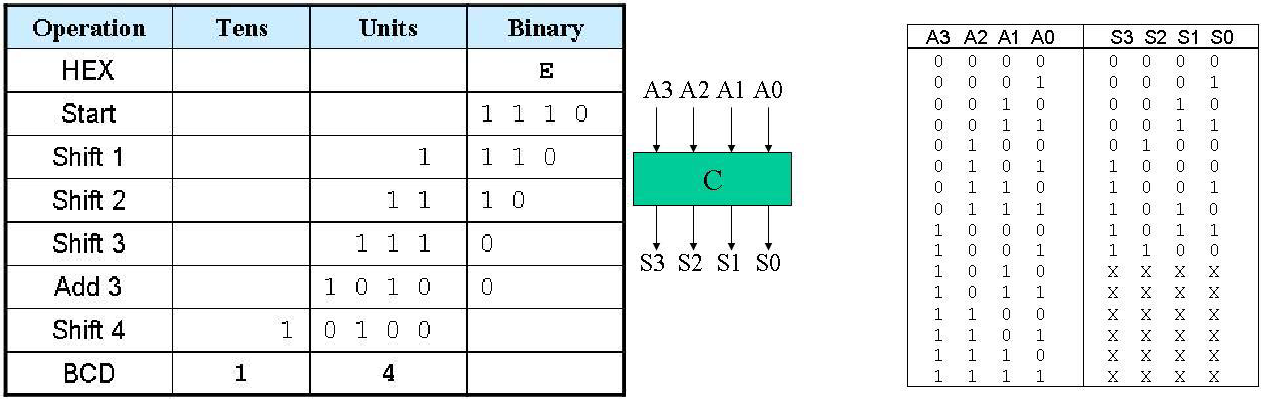 Operation Tens Units Binary
HEX E
Start 1 1 1 0
Shift 1 1 1 1 0
Shift 2 1 1 1 0
Shift 3 1 1 1 0
Add 3 1 0 1 0 0
Shift 4 1 0 1 0 0
BCD 1 4
A3 A2 A1 A0
C
S3 S2 S1 S0
A3 A2 A1 A0 S3 S2 S1 S0
0 0 0 0 0 0 0 0
0 0 0 1 0 0 0 1
0 0 1 0 0 0 1 0
0 0 1 1 0 0 1 1
0 1 0 0 0 1 0 0
0 1 0 1 1 0 0 0
0 1 1 0 1 0 0 1
0 1 1 1 1 0 1 0
1 0 0 0 1 0 1 1
1 0 0 1 1 1 0 0
1 0 1 0 X X X X
1 0 1 1 X X X X
1 1 0 0 X X X X
1 1 0 1 X X X X
1 1 1 0 X X X X
1 1 1 1 X X X X